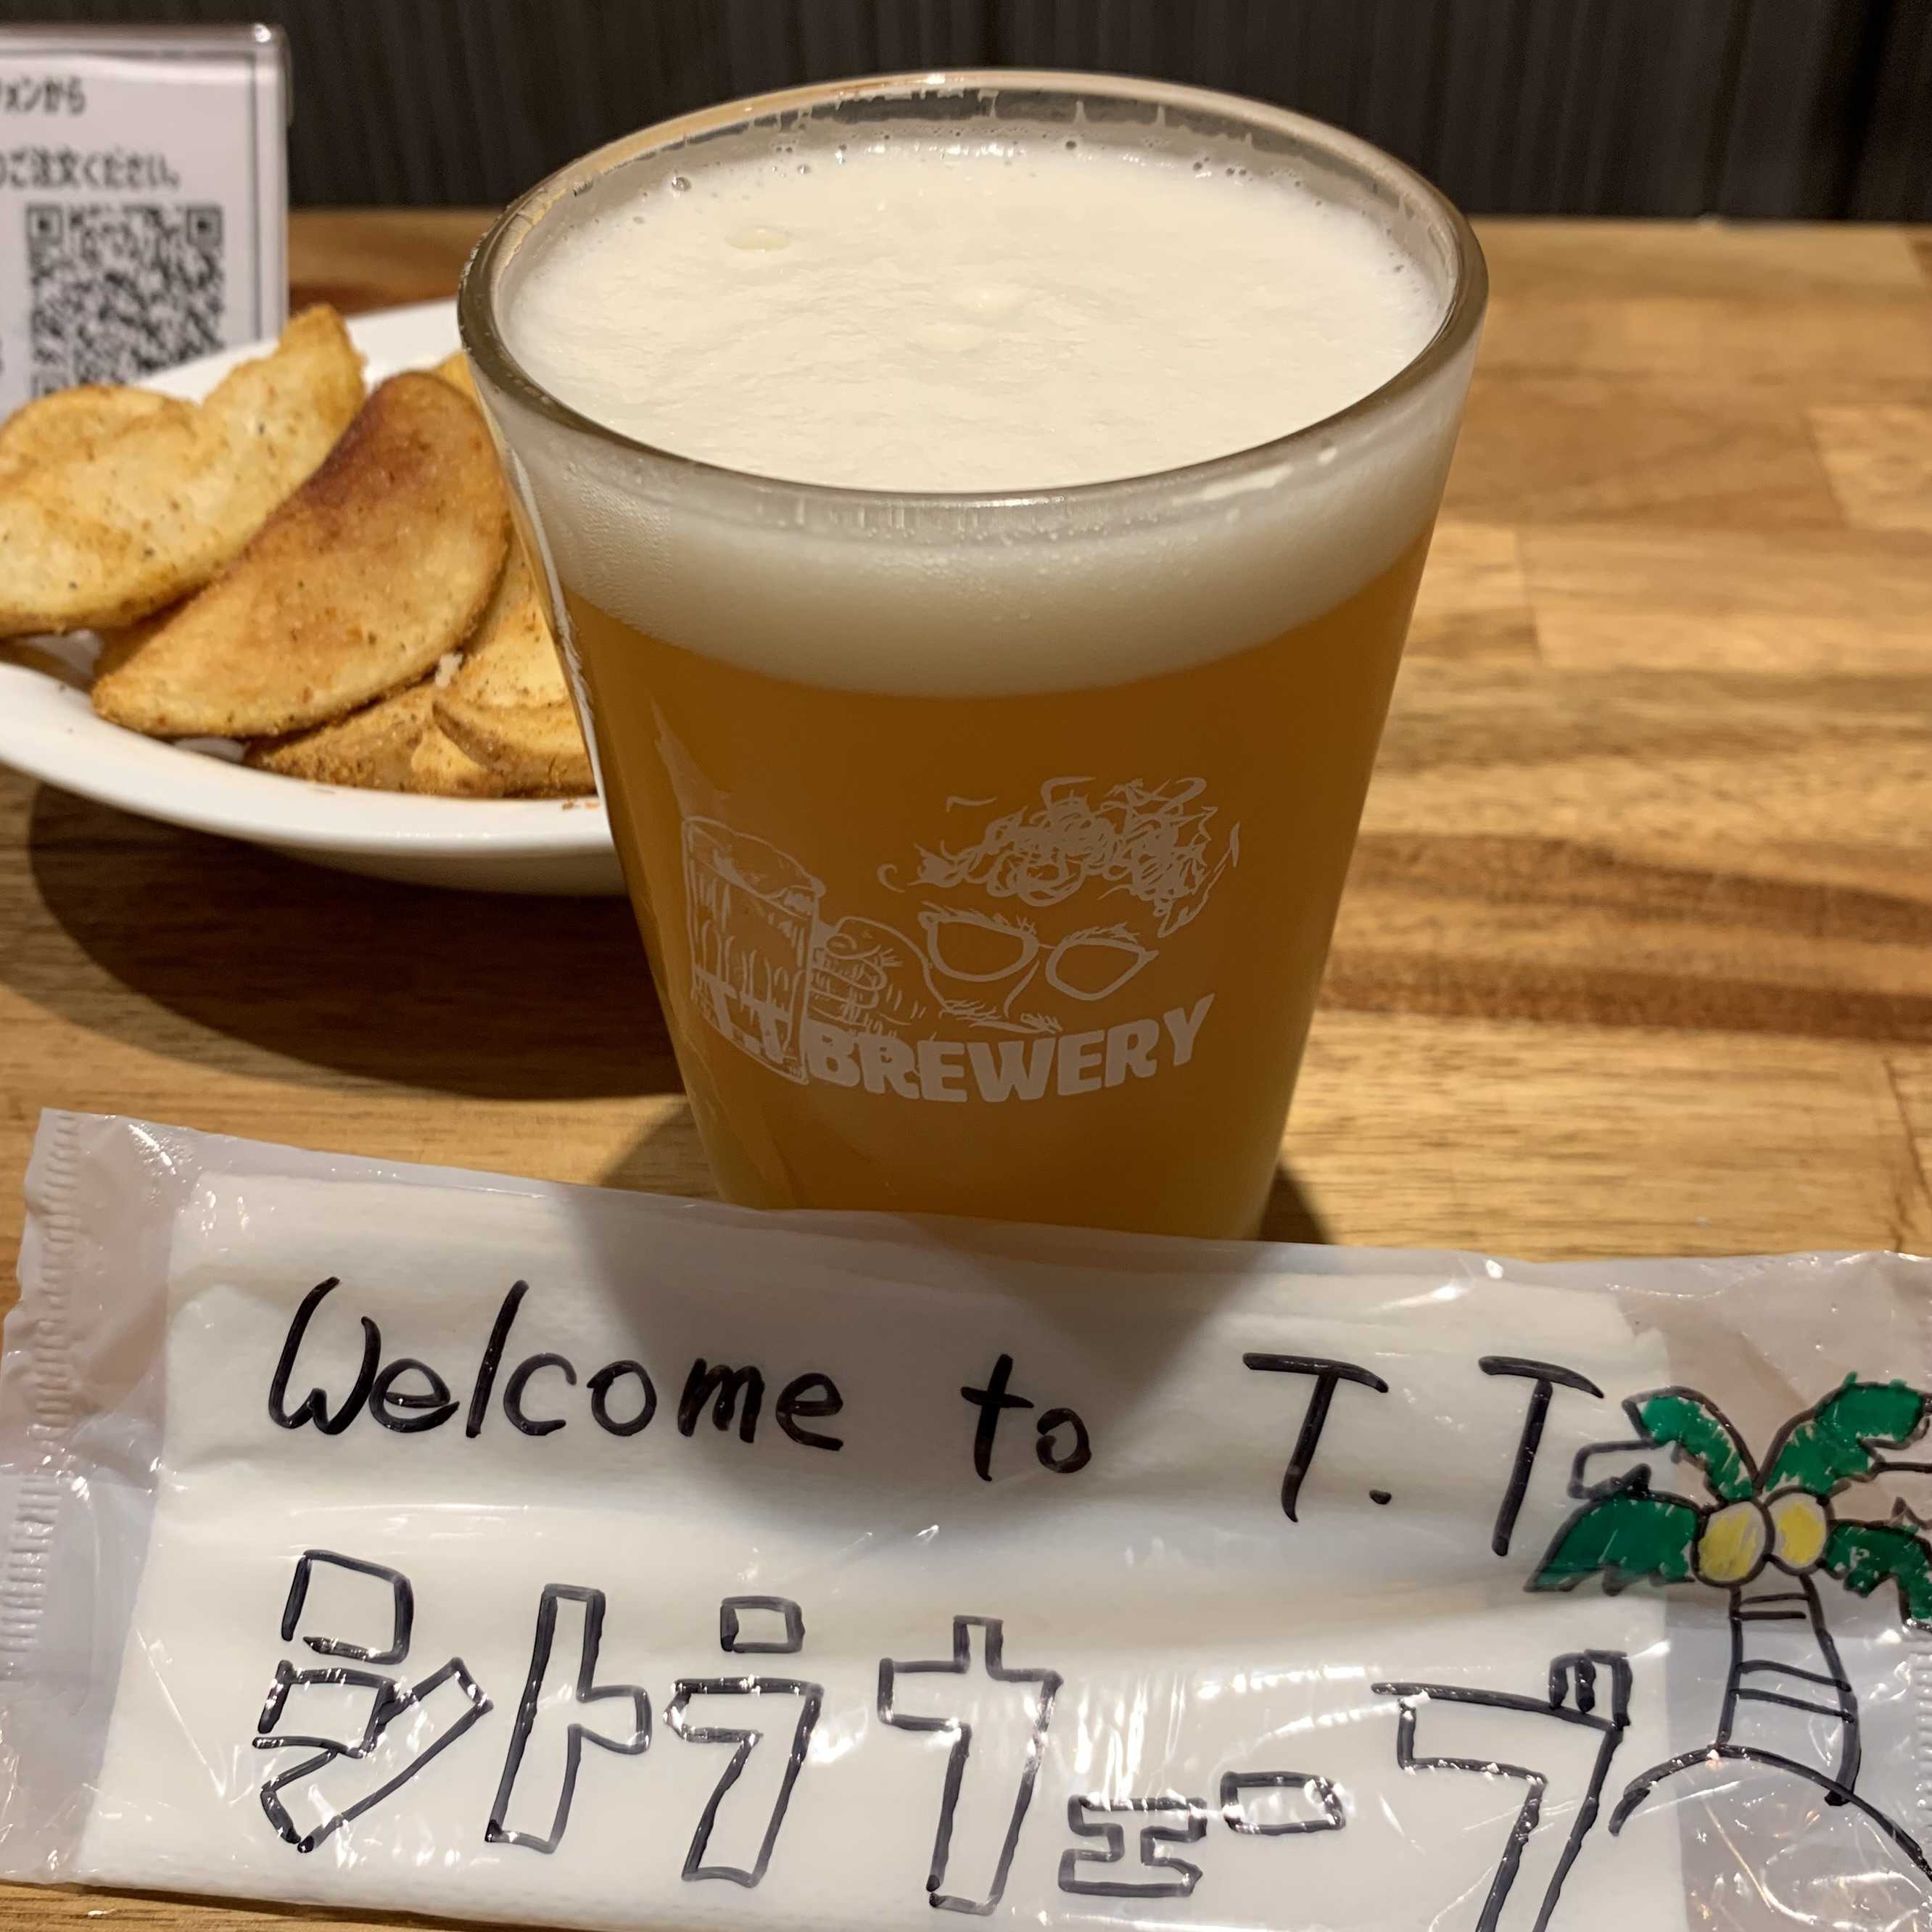 ョンから
ご注文ください。
T.T BREWERY
Welcome to T.T
シトラウェーブ